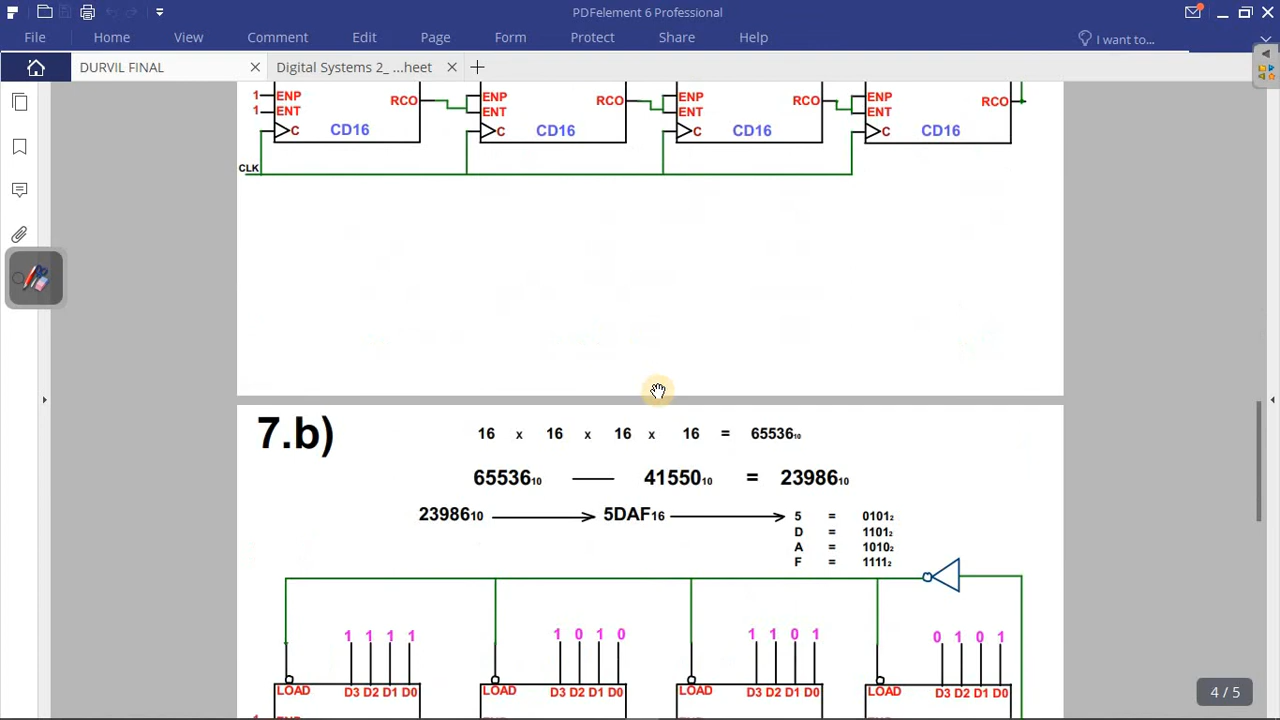 PDFelement 6 Professional
File Home View Comment Edit Page Form Protect Share Help I want to...
DURVIL FINAL Digital Systems 2_ ...heet
1 ENP RCO ENP RCO ENP RCO ENP RCO
1 ENT ENT ENT ENT
C CD16 C CD16 C CD16 C CD16
CLK
7.b)
16 x 16 x 16 x 16 = 65536₁₀
65536₁₀ — 41550₁₀ = 23986₁₀
23986₁₀ → 5DAF₁₆ → 5 = 0101₂
D = 1101₂
A = 1010₂
F = 1111₂
1 1 1 1 1 0 1 0 1 1 0 1 0 1 0 1
LOAD D3 D2 D1 D0 LOAD D3 D2 D1 D0 LOAD D3 D2 D1 D0 LOAD D3 D2 D1 D0
4 / 5